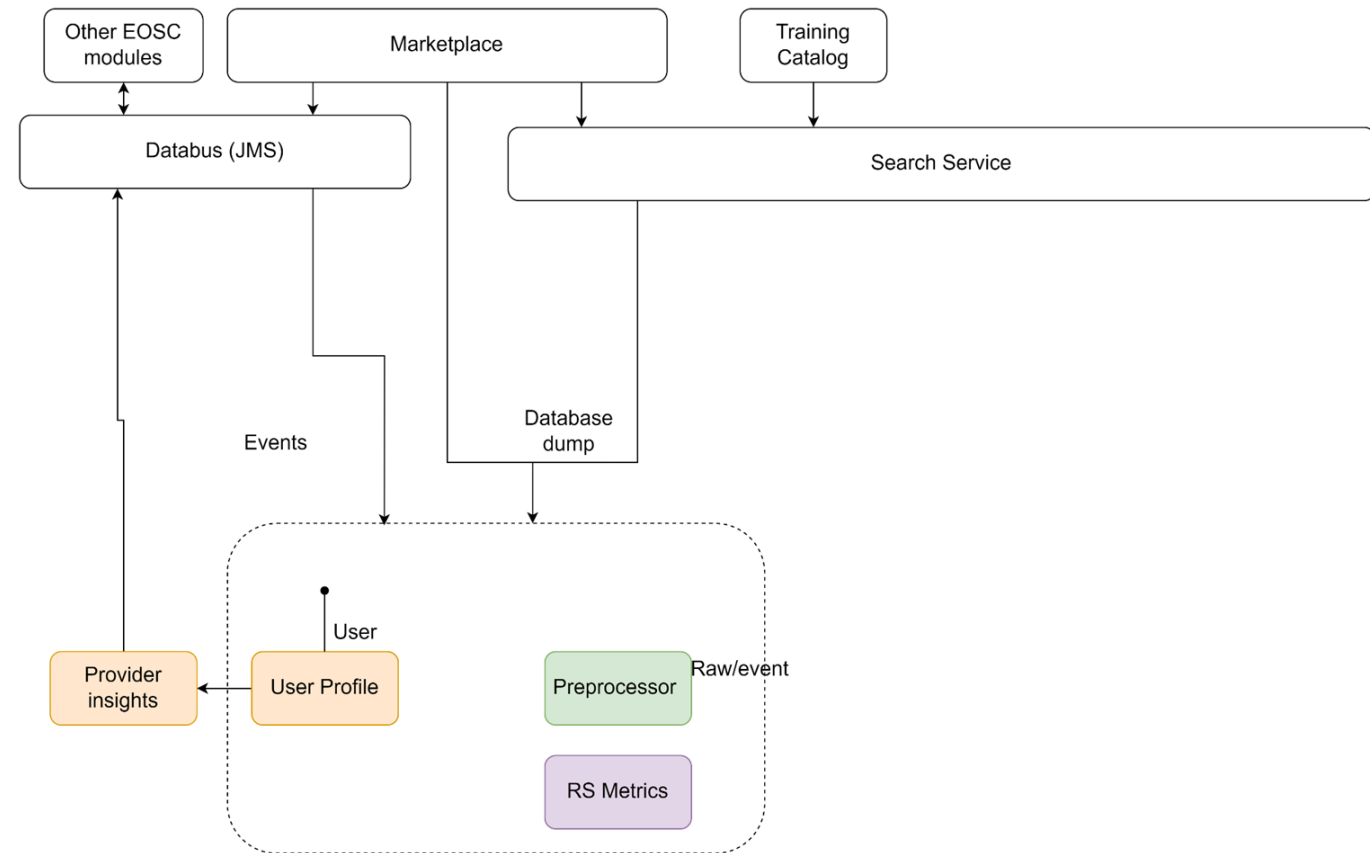 Other EOSC
modules
Marketplace
Training
Catalog
Databus (JMS)
Search Service
Events
Database
dump
User
Provider
insights
User Profile
Preprocessor
Raw/event
RS Metrics